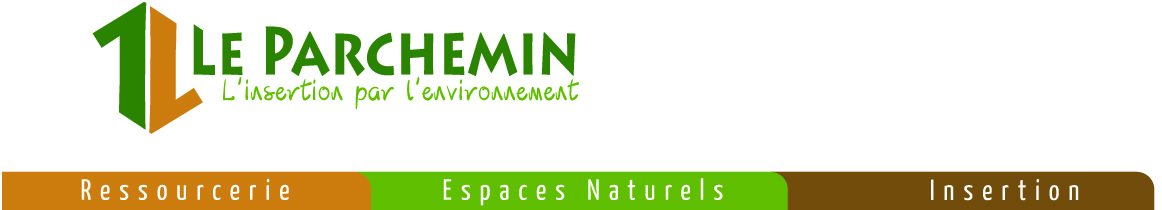 LE PARCHEMIN
L'insertion par l'environnement
Ressourcerie
Espaces Naturels
Insertion